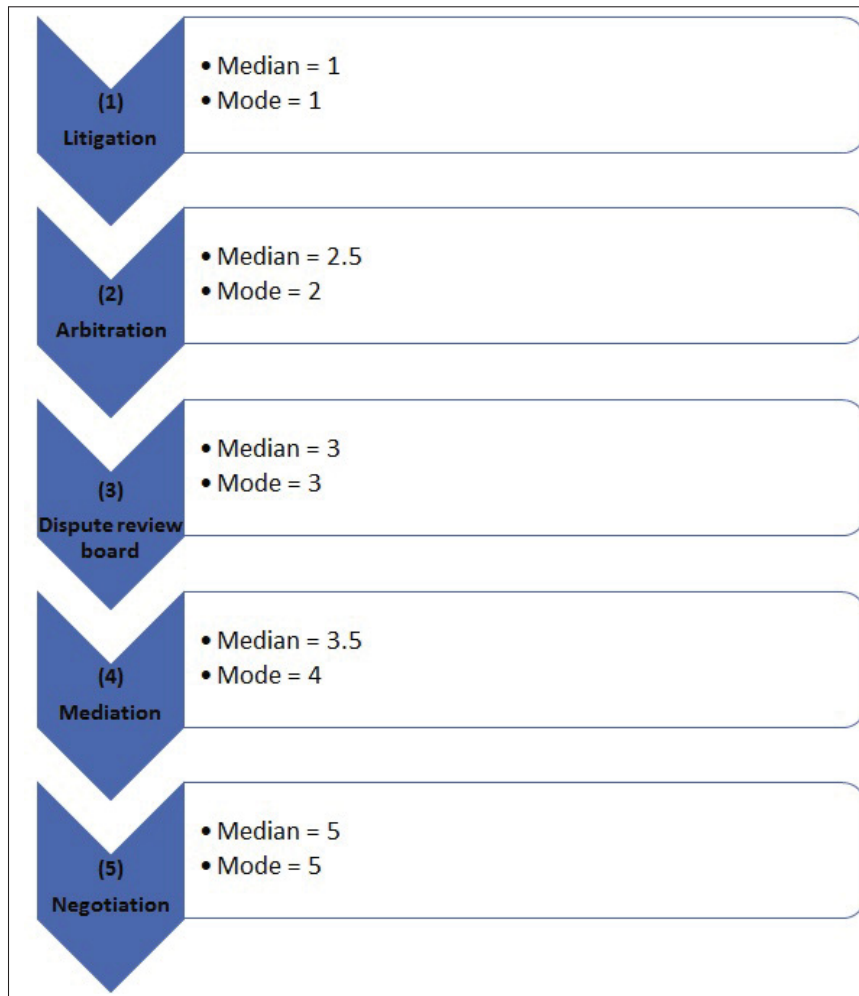 (1)
Litigation
• Median = 1
• Mode = 1
(2)
Arbitration
• Median = 2.5
• Mode = 2
(3)
Dispute review
board
• Median = 3
• Mode = 3
(4)
Mediation
• Median = 3.5
• Mode = 4
(5)
Negotiation
• Median = 5
• Mode = 5